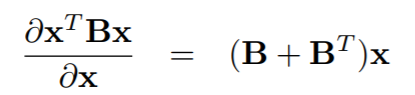 ∂x^T Bx / ∂x = (B + B^T)x